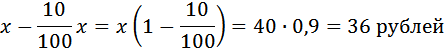 x − 10/100 x = x(1 − 10/100) = 40 · 0,9 = 36 рублей